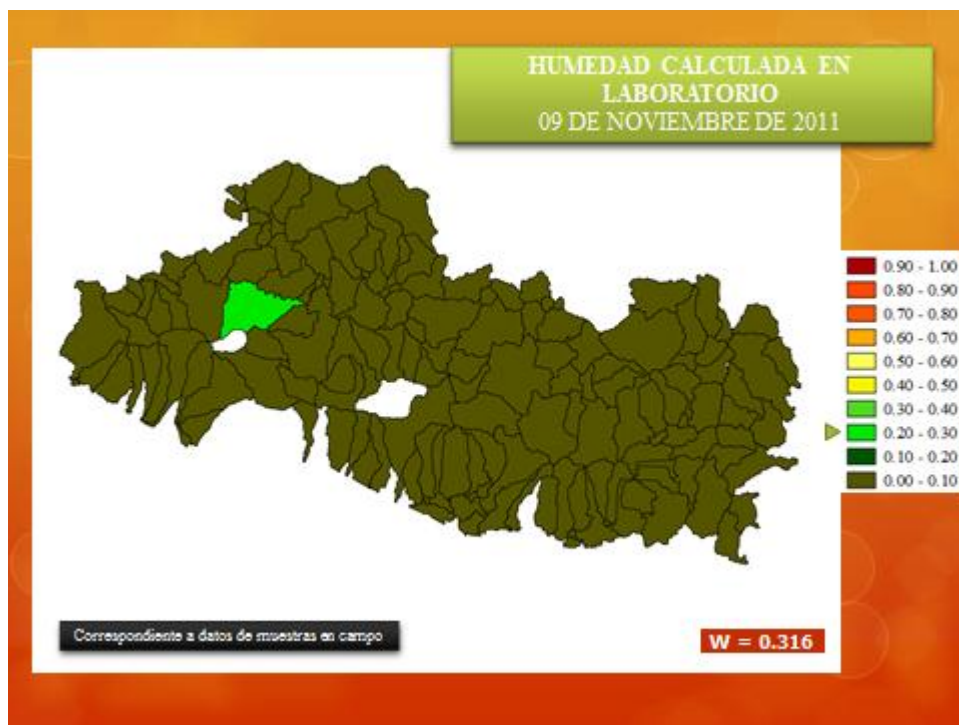 HUMEDAD CALCULADA EN
LABORATORIO
09 DE NOVIEMBRE DE 2011
0.90 - 1.00
0.80 - 0.90
0.70 - 0.80
0.60 - 0.70
0.50 - 0.60
0.40 - 0.50
0.30 - 0.40
0.20 - 0.30
0.10 - 0.20
0.00 - 0.10
Correspondiente a datos de muestras en campo
W = 0.316